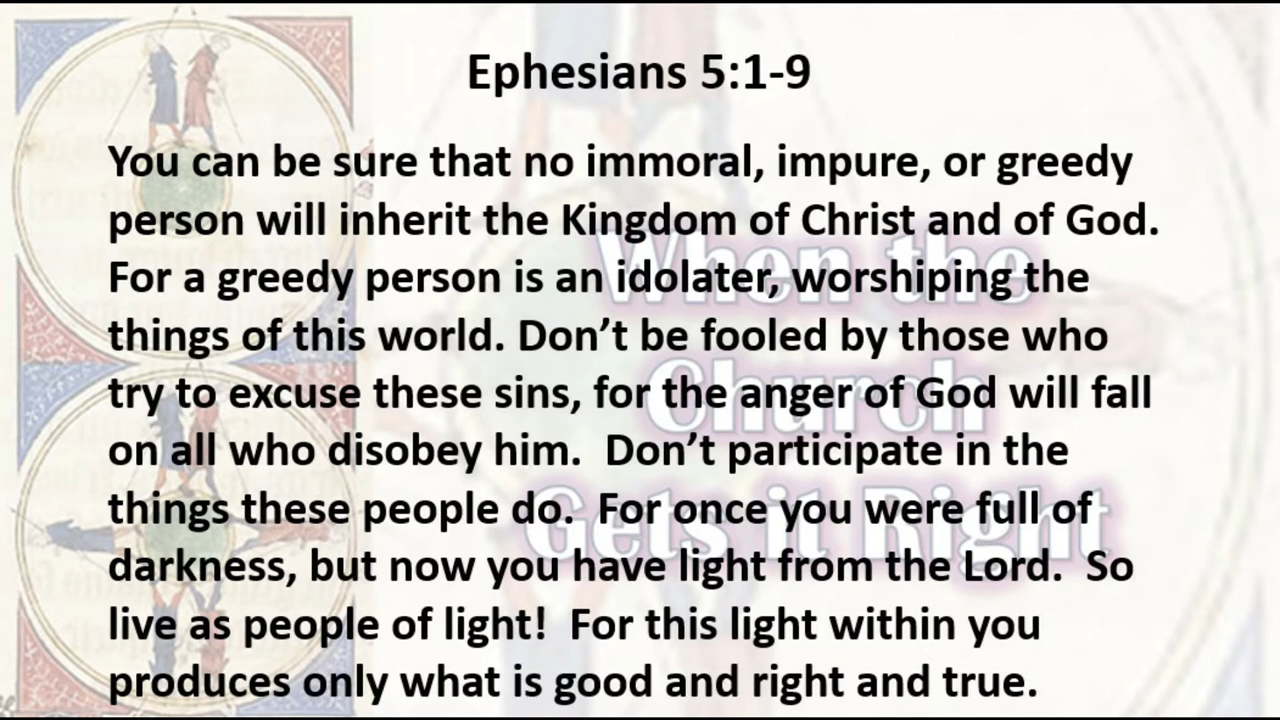 Ephesians 5:1-9
You can be sure that no immoral, impure, or greedy
person will inherit the Kingdom of Christ and of God.
For a greedy person is an idolater, worshiping the
things of this world. Don’t be fooled by those who
try to excuse these sins, for the anger of God will fall
on all who disobey him.  Don’t participate in the
things these people do.  For once you were full of
darkness, but now you have light from the Lord.  So
live as people of light!  For this light within you
produces only what is good and right and true.
When the
Church
Gets it Right